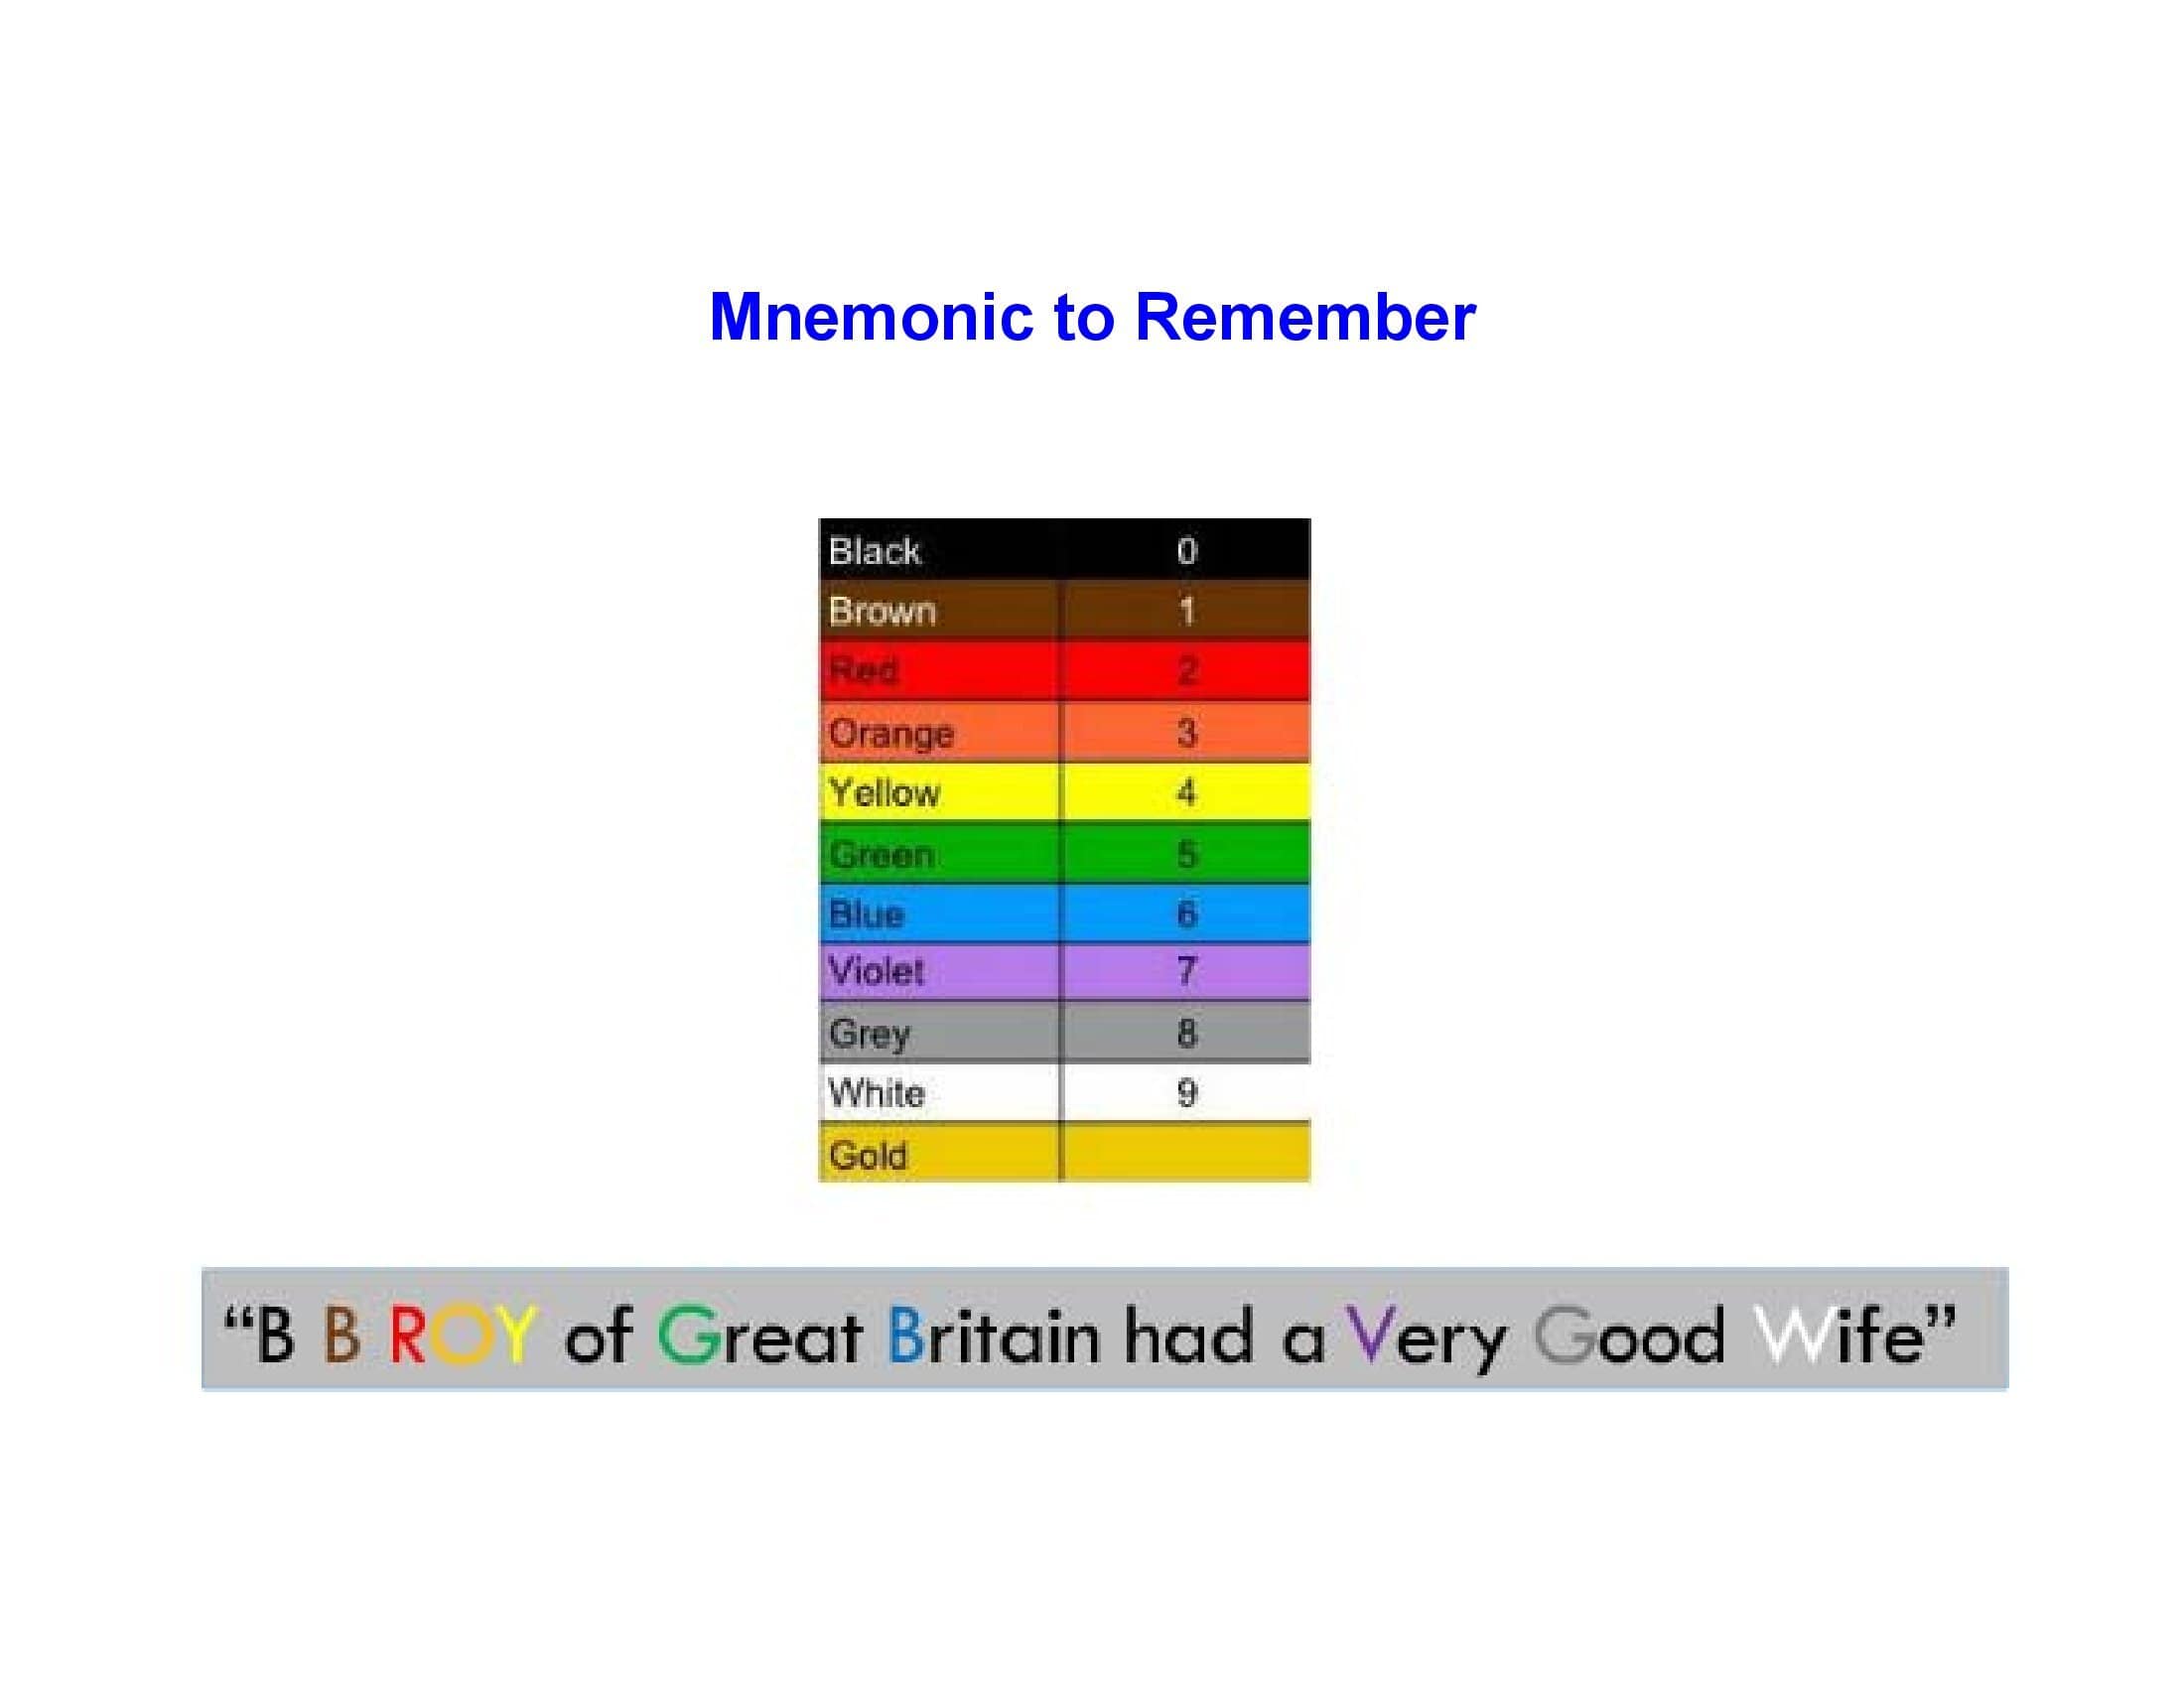 Mnemonic to Remember
Black 0
Brown 1
Red 2
Orange 3
Yellow 4
Green 5
Blue 6
Violet 7
Grey 8
White 9
Gold
“B B ROY of Great Britain had a Very Good Wife”